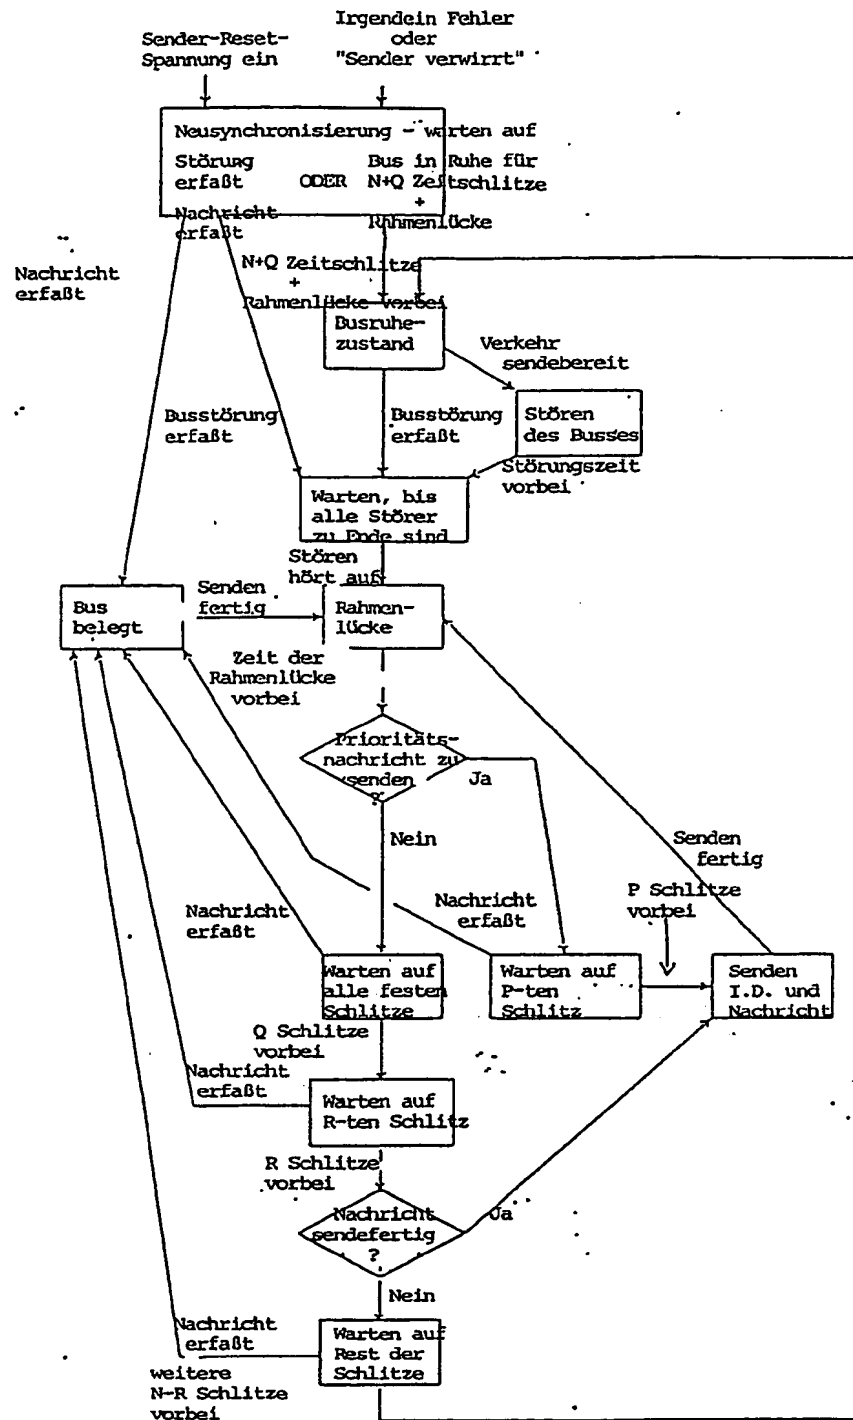 Sender-Reset-
Spannung ein
Irgendein Fehler
oder
"Sender verwirrt"
Neusynchronisierung - warten auf
Störung
erfaßt
ODER
Bus in Ruhe für
N+Q Zeitschlitze
+
Rahmenlücke
Nachricht
erfaßt
Nachricht
erfaßt
N+Q Zeitschlitze
+
Rahmenlücke vorbei
Busruhe-
zustand
Verkehr
sendebereit
Busstörung
erfaßt
Busstörung
erfaßt
Stören
des Busses
Störungszeit
vorbei
Warten, bis
alle Störer
zu Ende sind
Stören
hört auf
Bus
belegt
Senden
fertig
Rahmen-
lücke
Zeit der
Rahmenlücke
vorbei
Prioritäts-
nachricht zu
senden
?
Ja
Nein
Senden
fertig
P Schlitze
vorbei
Nachricht
erfaßt
Nachricht
erfaßt
Warten auf
alle festen
Schlitze
Warten auf
P-ten
Schlitz
Senden
I.D. und
Nachricht
Q Schlitze
vorbei
Nachricht
erfaßt
Warten auf
R-ten Schlitz
R Schlitze
vorbei
Nachricht
sendefertig
?
Ja
Nein
Nachricht
erfaßt
Warten auf
Rest der
Schlitze
weitere
N-R Schlitze
vorbei